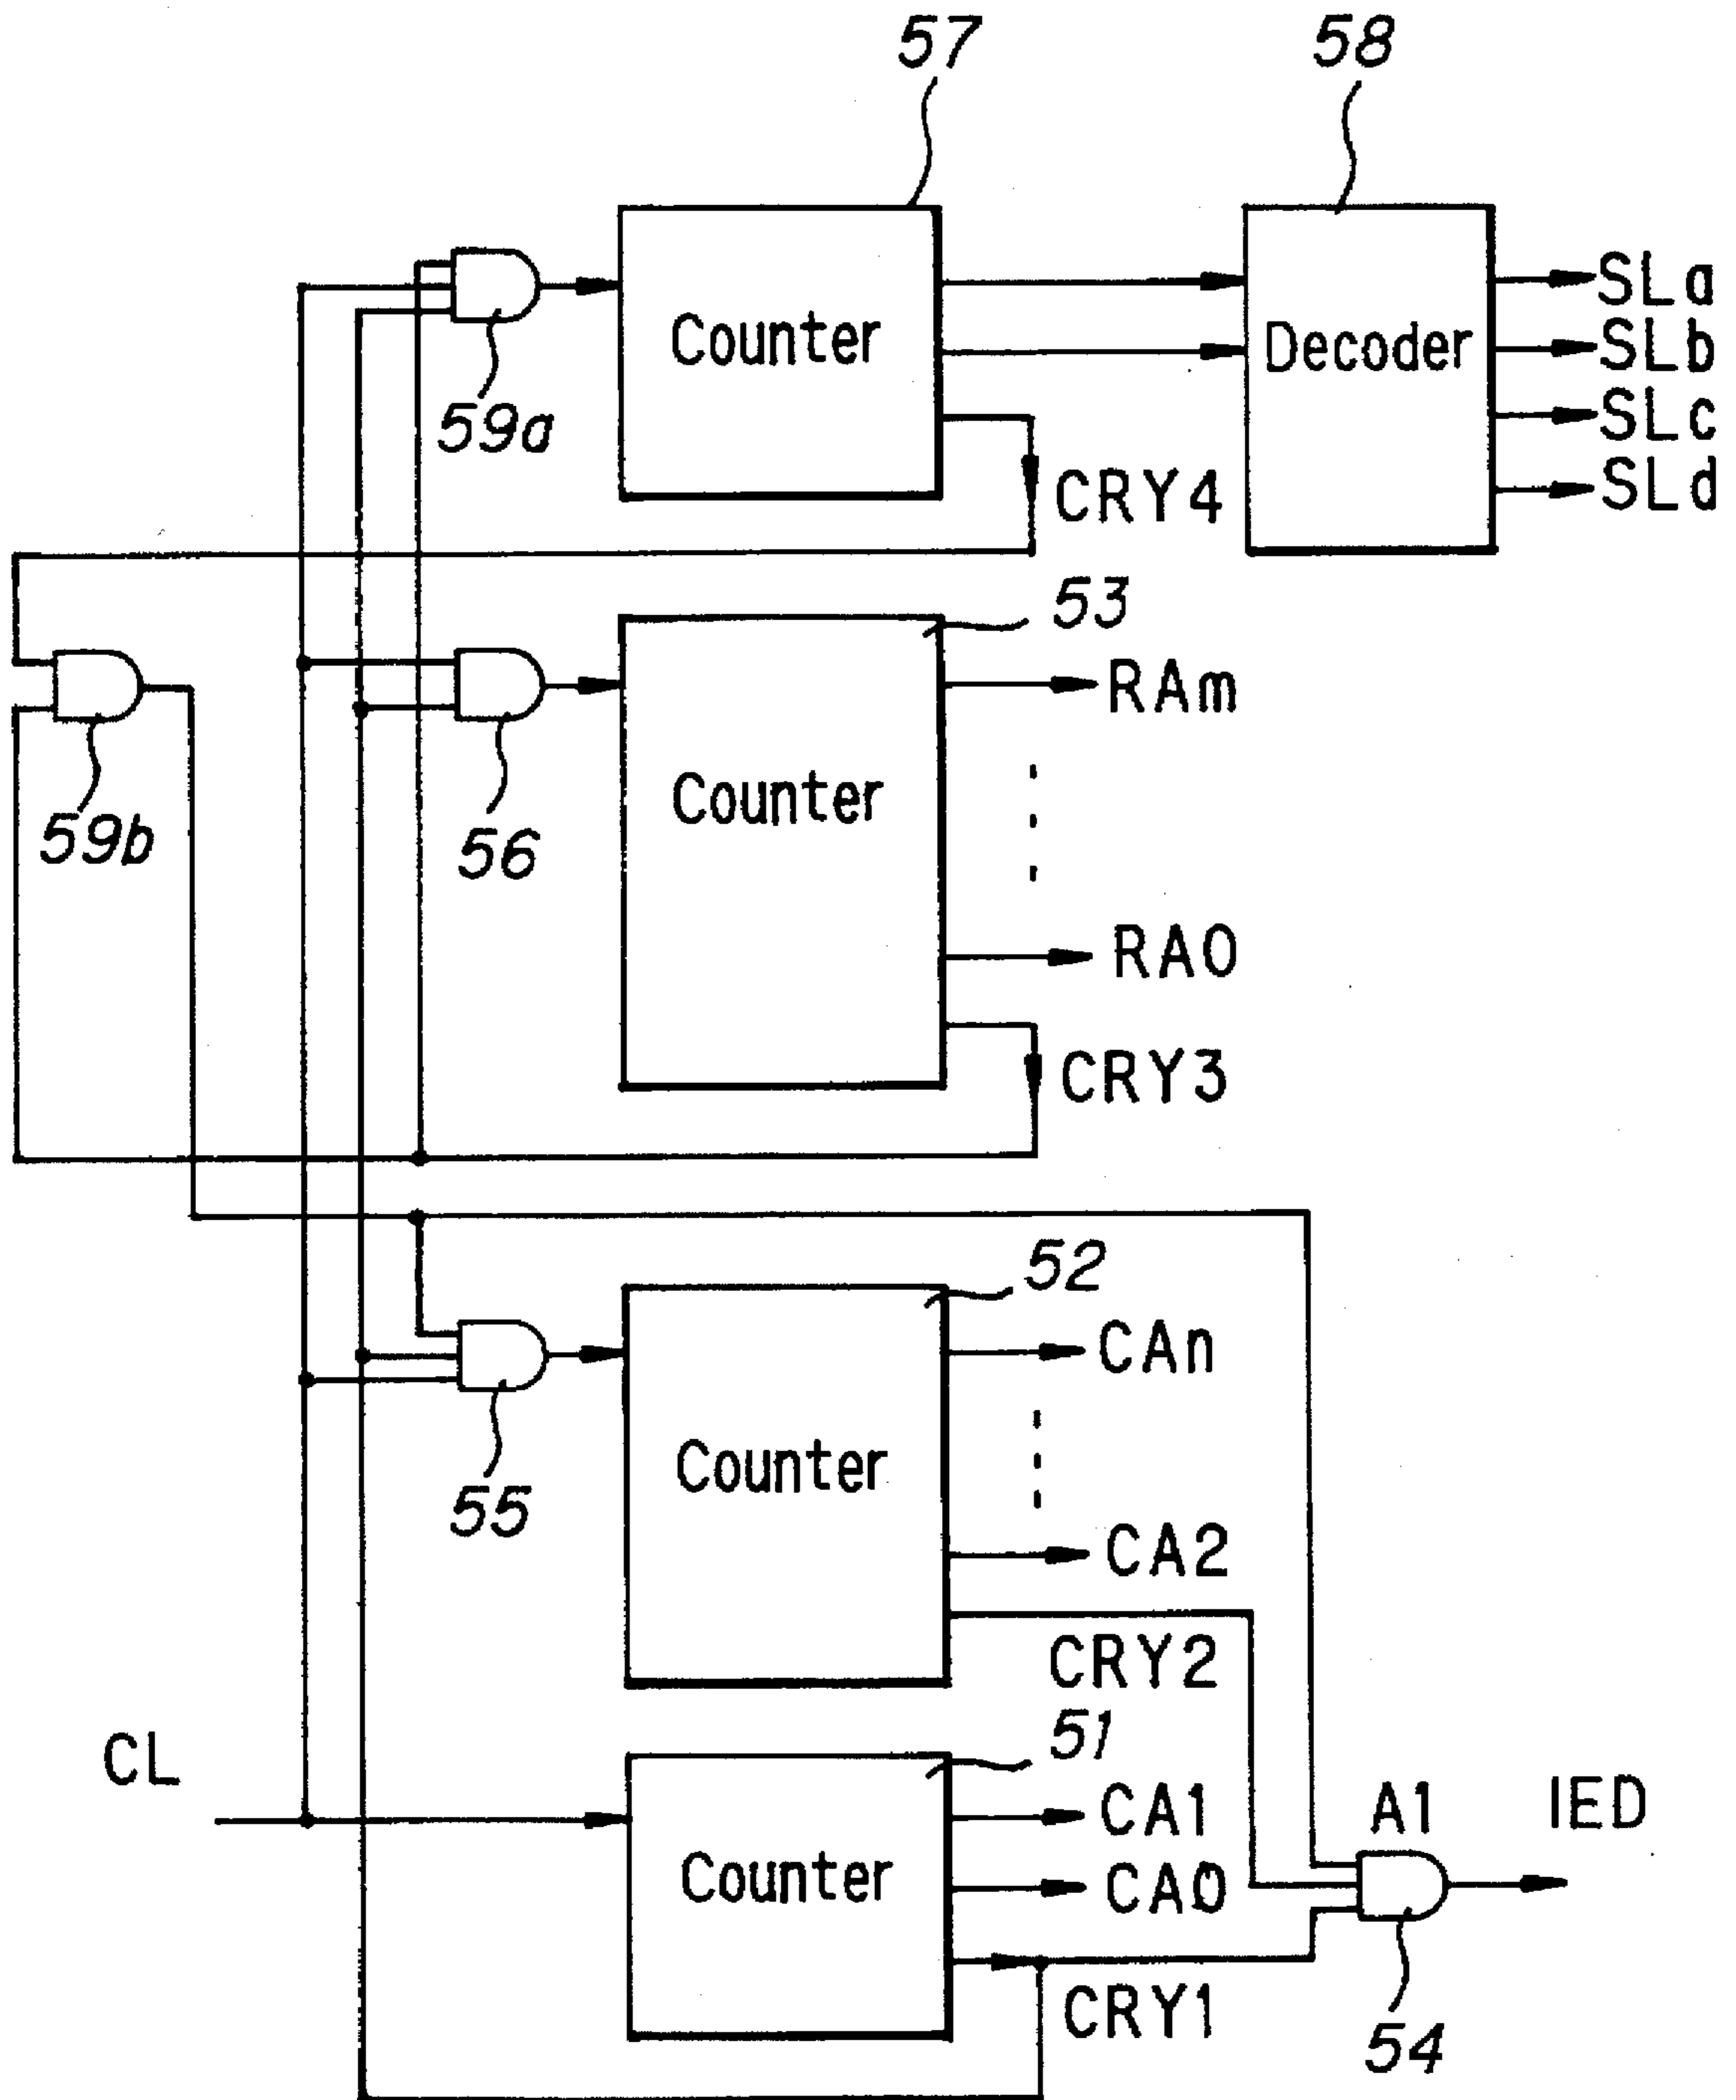 57
58
SLa
Counter
SLb
Decoder
SLc
59a
SLd
CRY4
53
RAm
Counter
59b
56
RA0
CRY3
52
CAn
Counter
55
CA2
CRY2
51
CL
CA1
A1
IED
Counter
CA0
CRY1
54